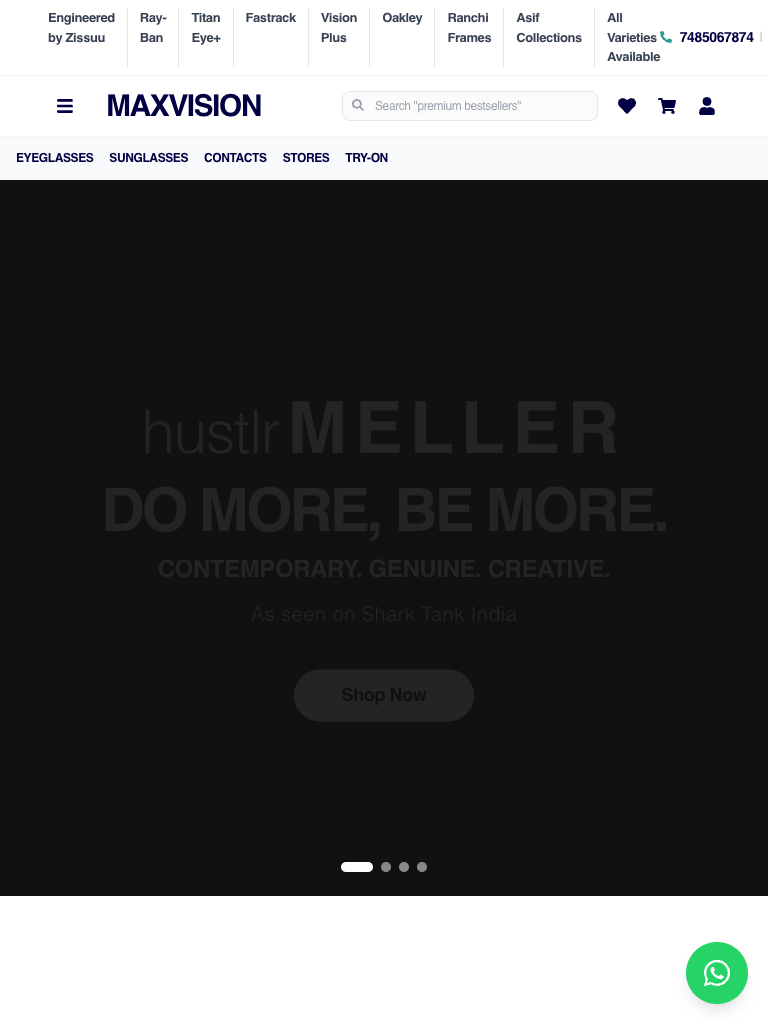 Engineered by Zissuu
Ray-Ban
Titan Eye+
Fastrack
Vision Plus
Oakley
Ranchi Frames
Asif Collections
All Varieties Available
7485067874
MAXVISION
Search "premium bestsellers"
EYEGLASSES SUNGLASSES CONTACTS STORES TRY-ON
hustlr MELLER
DO MORE, BE MORE.
CONTEMPORARY. GENUINE. CREATIVE.
As seen on Shark Tank India
Shop Now